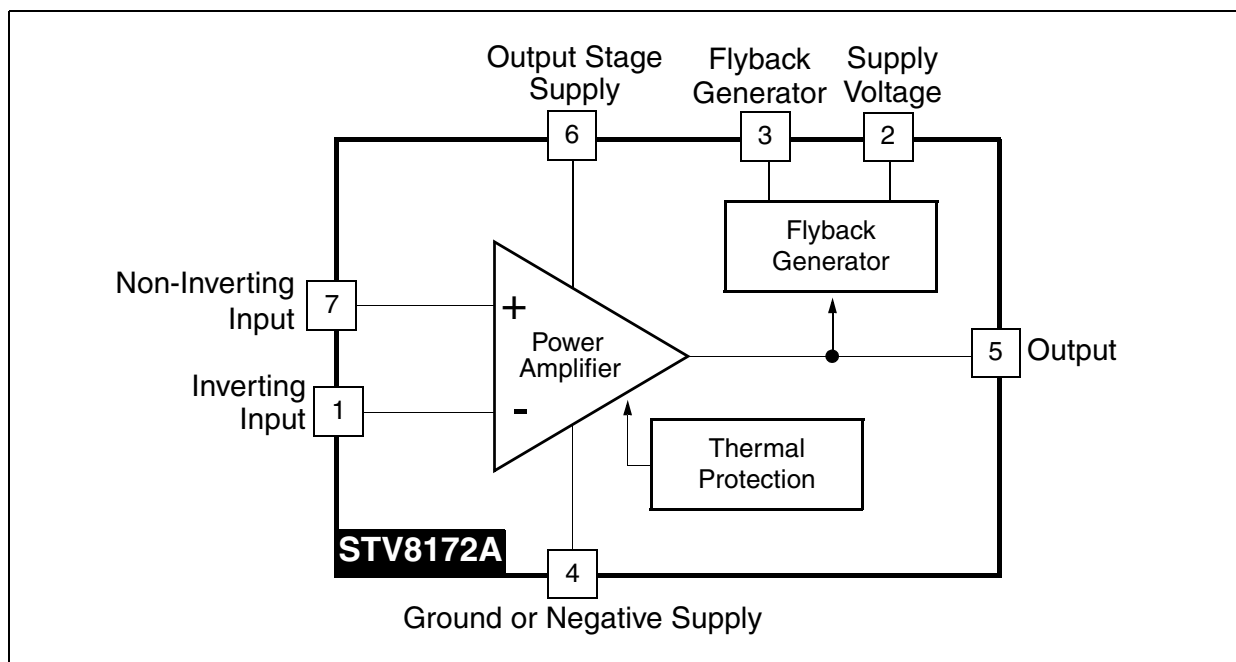 Output Stage
Supply
Flyback
Generator
Supply
Voltage
6
3
2
Flyback
Generator
Non-Inverting
Input
7
+
Power
Amplifier
5
Output
Inverting
Input
1
-
Thermal
Protection
STV8172A
4
Ground or Negative Supply